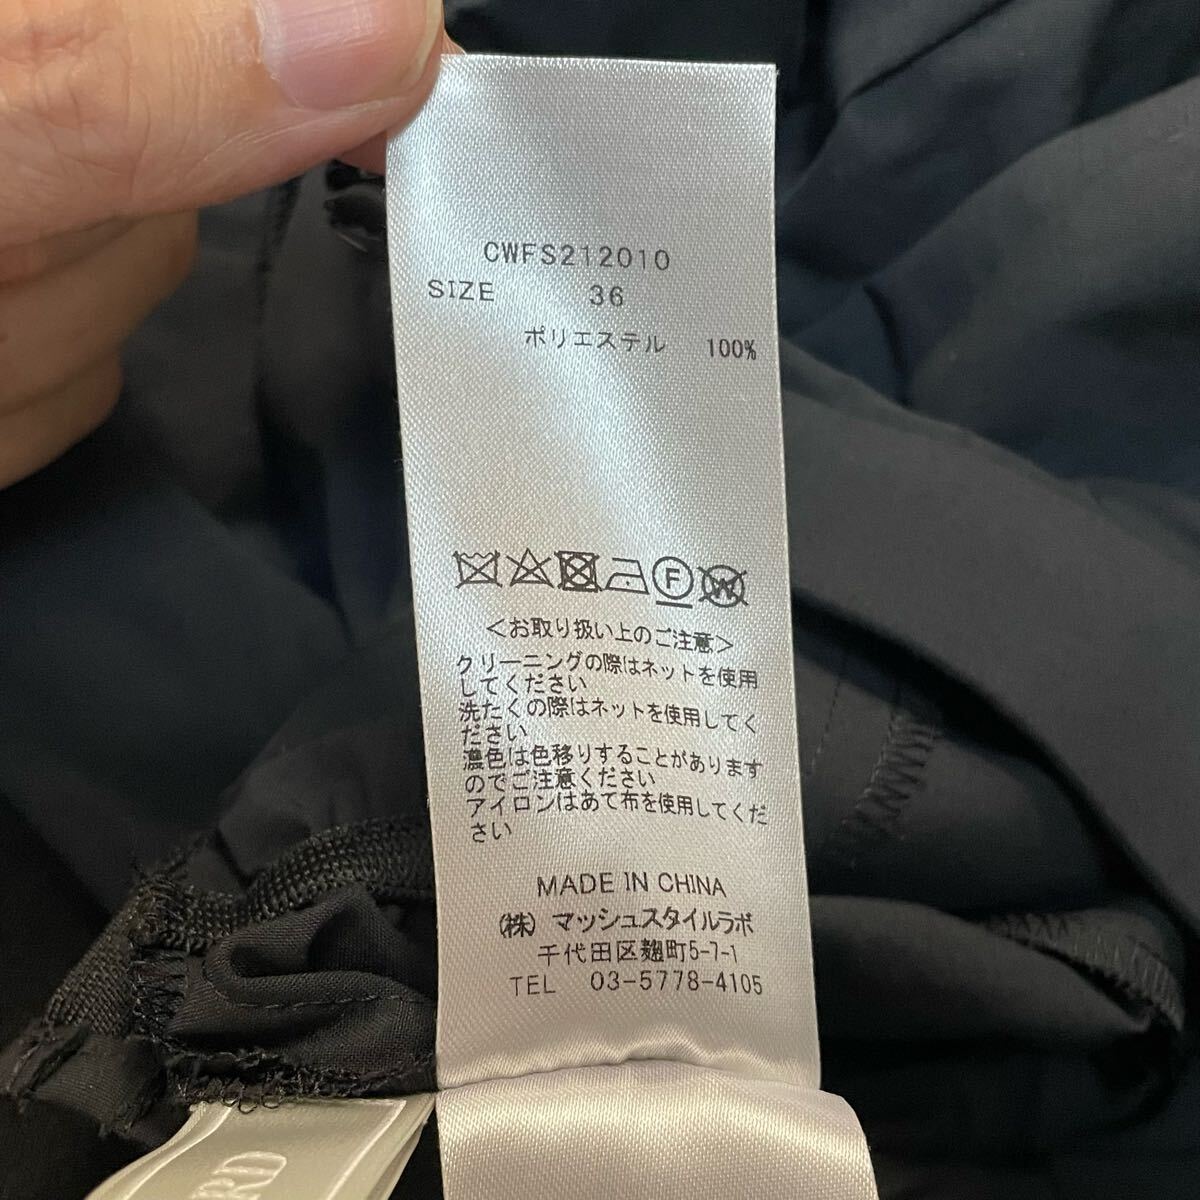 CWFS212010
SIZE 36
ポリエステル 100%
F
W
<お取り扱い上のご注意>
クリーニングの際はネットを使用
してください
洗たくの際はネットを使用してく
ださい
濃色は色移りすることがあります
のでご注意ください
アイロンはあて布を使用してくだ
さい
MADE IN CHINA
(株) マッシュスタイルラボ
千代田区麹町5-7-1
TEL 03-5778-4105